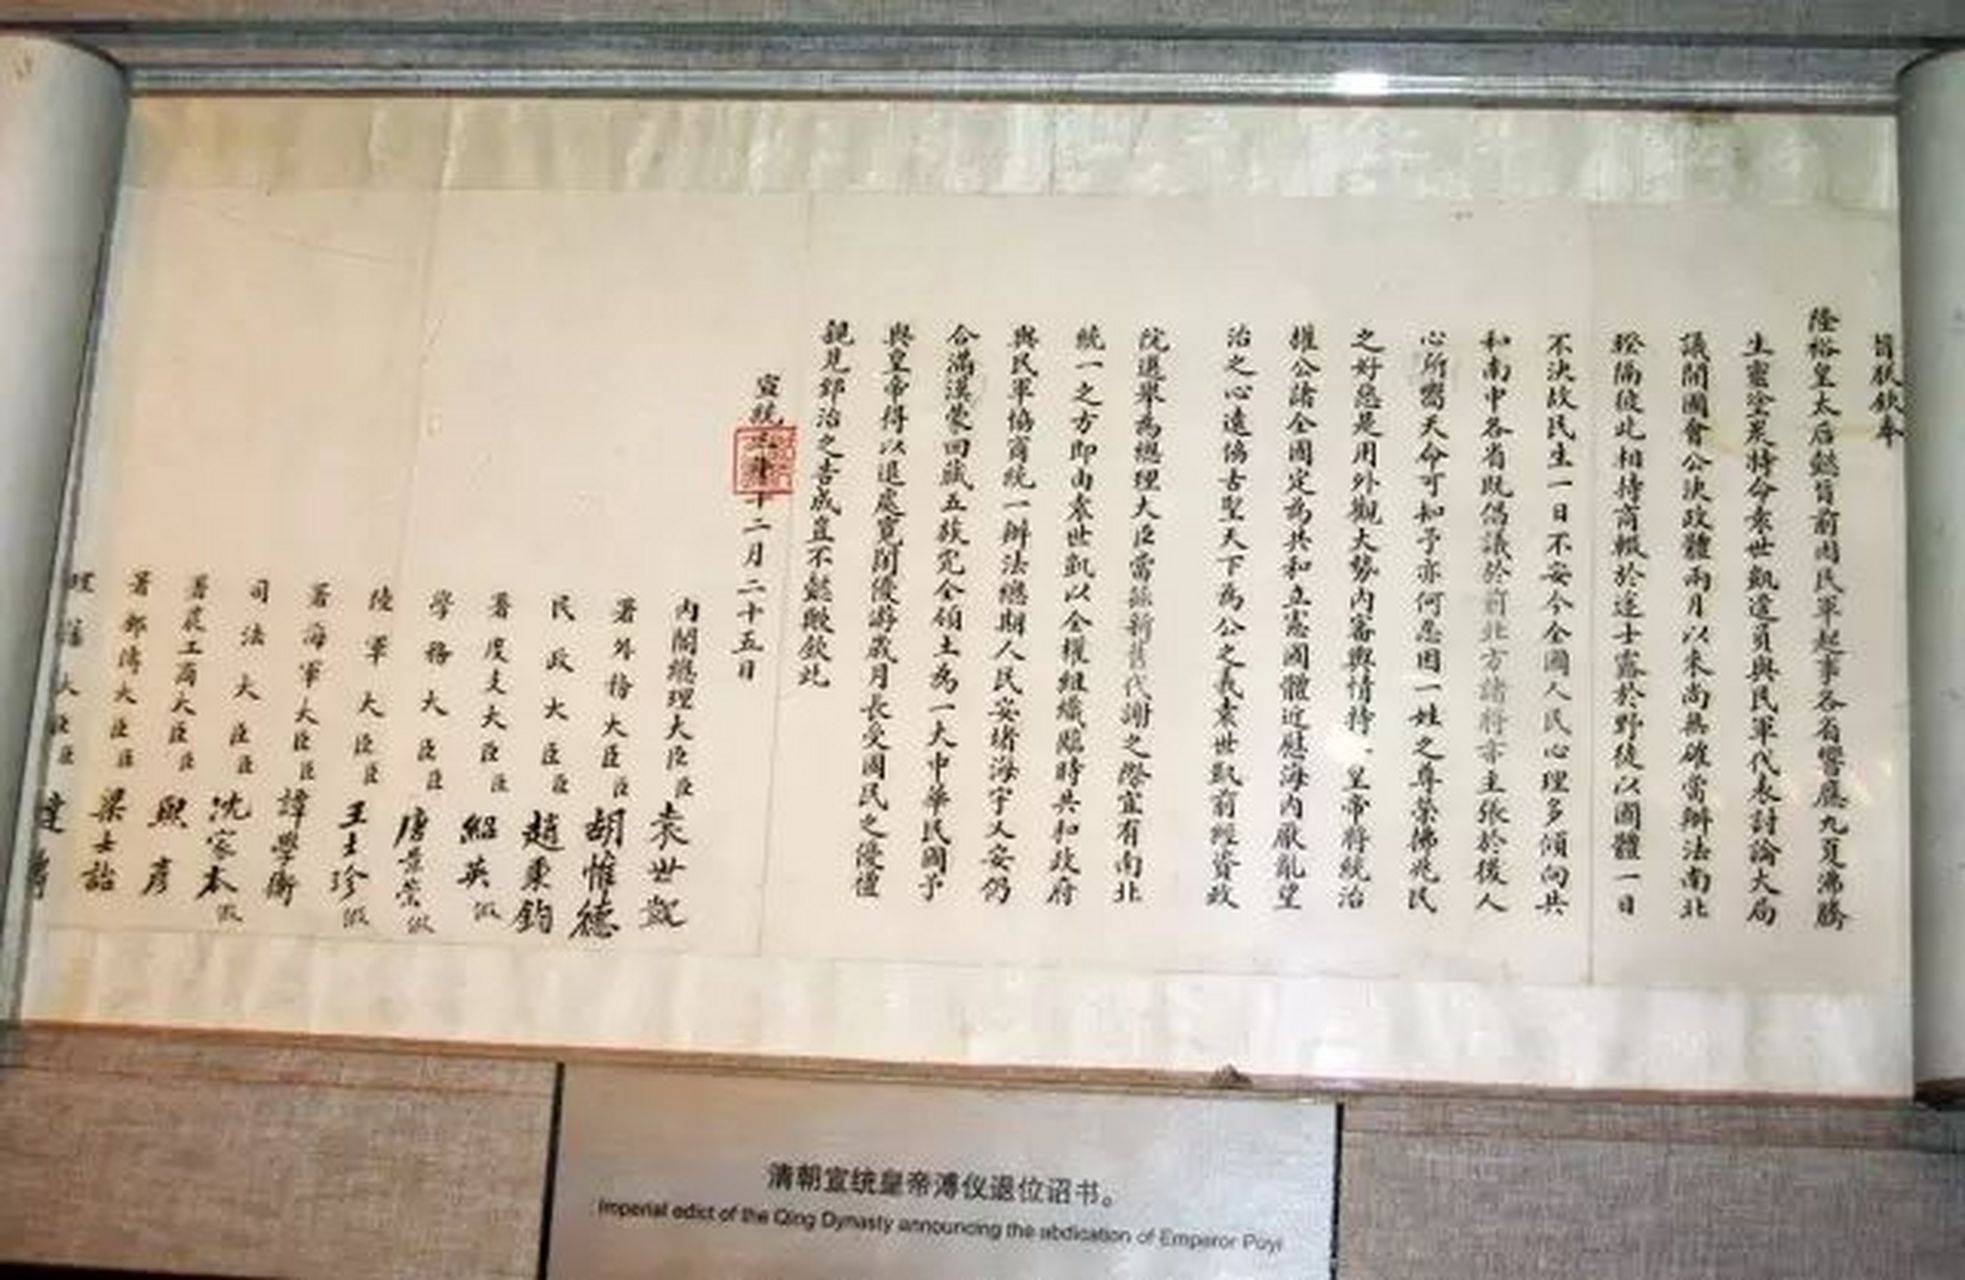 旨朕欽奉
隆裕皇太后懿旨前因民軍起事各省響應九夏沸騰
生靈塗炭特命袁世凱遣員與民軍代表討論大局
議開國會公決政體兩月以來尚無確當辦法南北
暌隔彼此相持商輟於途士露於野徒以國體一日
不決故民生一日不安今全國人民心理多傾向共
和南中各省既倡議於前北方諸將亦主張於後人
心所嚮天命可知予亦何忍因一姓之尊榮拂兆民
之好惡是用外觀大勢內審輿情特皇帝將統治
權公諸全國定為共和立憲國體近慰海內厭亂望
治之心遠協古聖天下為公之義袁世凱前經資政
院選舉為總理大臣當茲新舊代謝之際宜有南北
統一之方即由袁世凱以全權組織臨時共和政府
與民軍協商統一辦法總期人民安堵海宇乂安仍
合滿漢蒙回藏五族完全領土為一大中華民國予
與皇帝得以退處寬閒優游歲月長受國民之優禮
親見郅治之告成豈不懿歟欽此
宣統三年十二月二十五日
內閣總理大臣臣袁世凱
署外務大臣臣胡惟德
民政大臣臣趙秉鈞
署度支大臣臣紹英假
學務大臣臣唐景崇假
陸軍大臣臣王士珍假
署海軍大臣臣譚學衡
司法大臣臣沈家本假
署農工商大臣臣熙彥
署郵傳大臣臣梁士詒
理藩大臣臣達壽
清朝宣统皇帝溥仪退位诏书。
Imperial edict of the Qing Dynasty announcing the abdication of Emperor Puyi